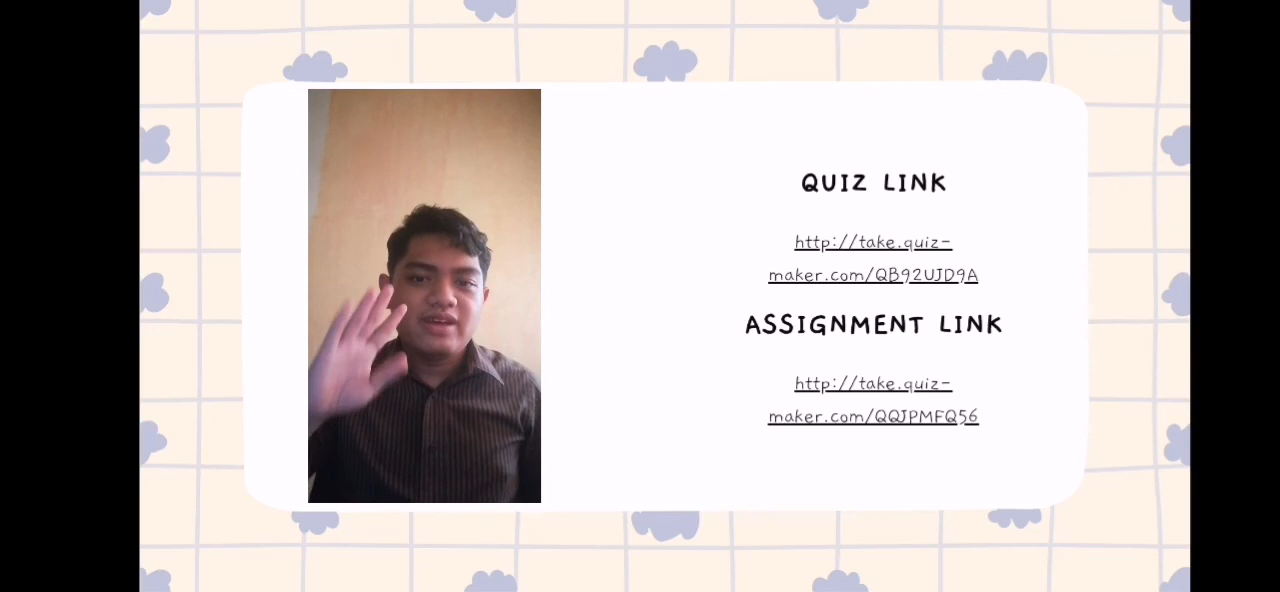 QUIZ LINK
http://take.quiz-
maker.com/QB92UJD9A
ASSIGNMENT LINK
http://take.quiz-
maker.com/QQJPMFQ56